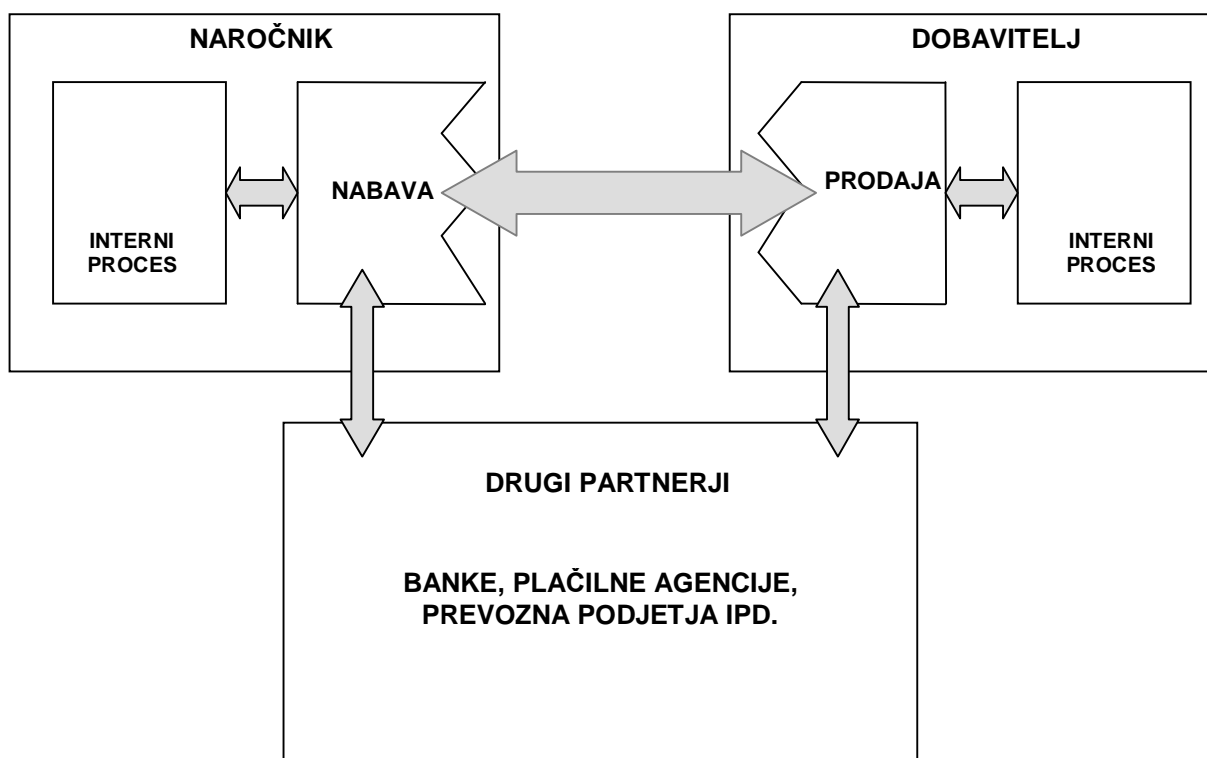 NAROČNIK
INTERNI
PROCES
NABAVA
DOBAVITELJ
PRODAJA
INTERNI
PROCES
DRUGI PARTNERJI
BANKE, PLAČILNE AGENCIJE,
PREVOZNA PODJETJA IPD.